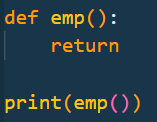 def emp():
    return
print(emp())